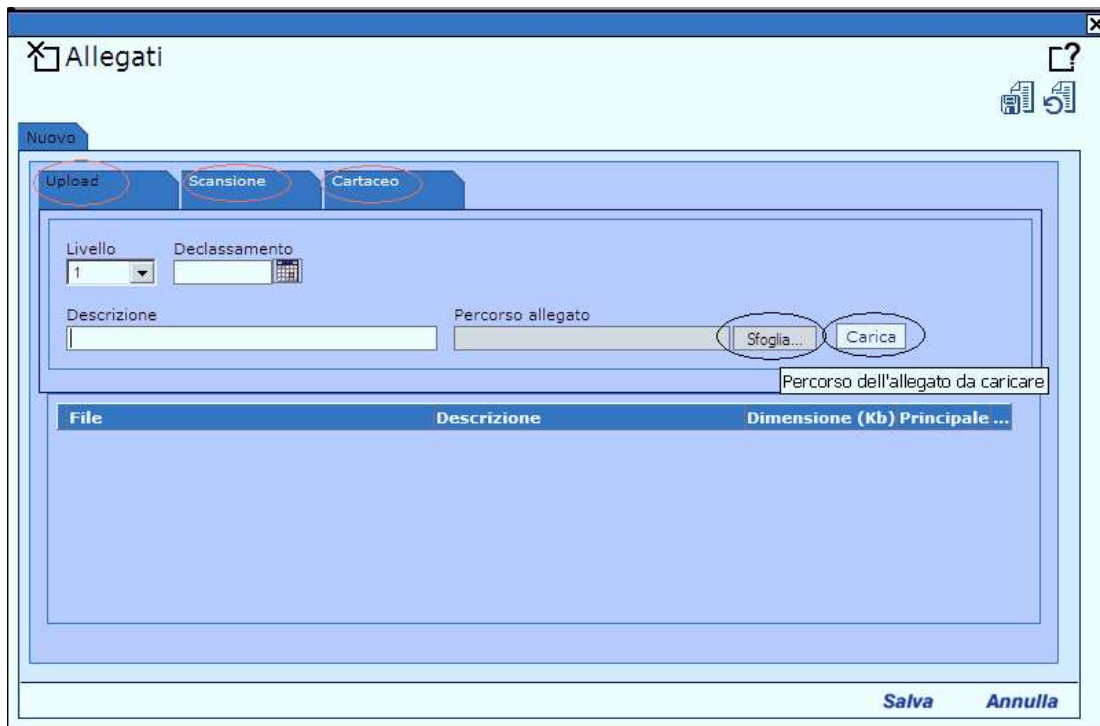 Allegati
Nuovo
Upload Scansione Cartaceo
Livello Declassamento
1
Descrizione Percorso allegato
Sfoglia... Carica
Percorso dell'allegato da caricare
File Descrizione Dimensione (Kb) Principale ...
Salva Annulla